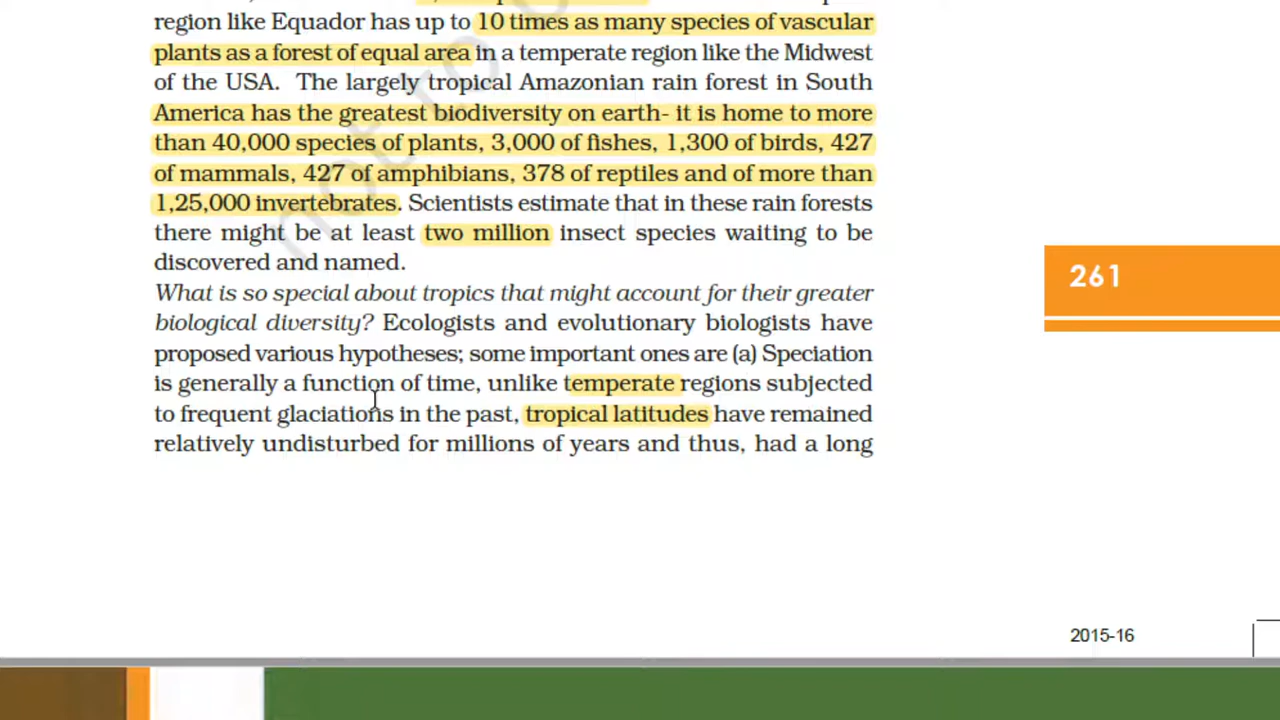 region like Equador has up to 10 times as many species of vascular
plants as a forest of equal area in a temperate region like the Midwest
of the USA. The largely tropical Amazonian rain forest in South
America has the greatest biodiversity on earth- it is home to more
than 40,000 species of plants, 3,000 of fishes, 1,300 of birds, 427
of mammals, 427 of amphibians, 378 of reptiles and of more than
1,25,000 invertebrates. Scientists estimate that in these rain forests
there might be at least two million insect species waiting to be
discovered and named.
What is so special about tropics that might account for their greater
biological diversity? Ecologists and evolutionary biologists have
proposed various hypotheses; some important ones are (a) Speciation
is generally a function of time, unlike temperate regions subjected
to frequent glaciations in the past, tropical latitudes have remained
relatively undisturbed for millions of years and thus, had a long
261
2015-16
not to